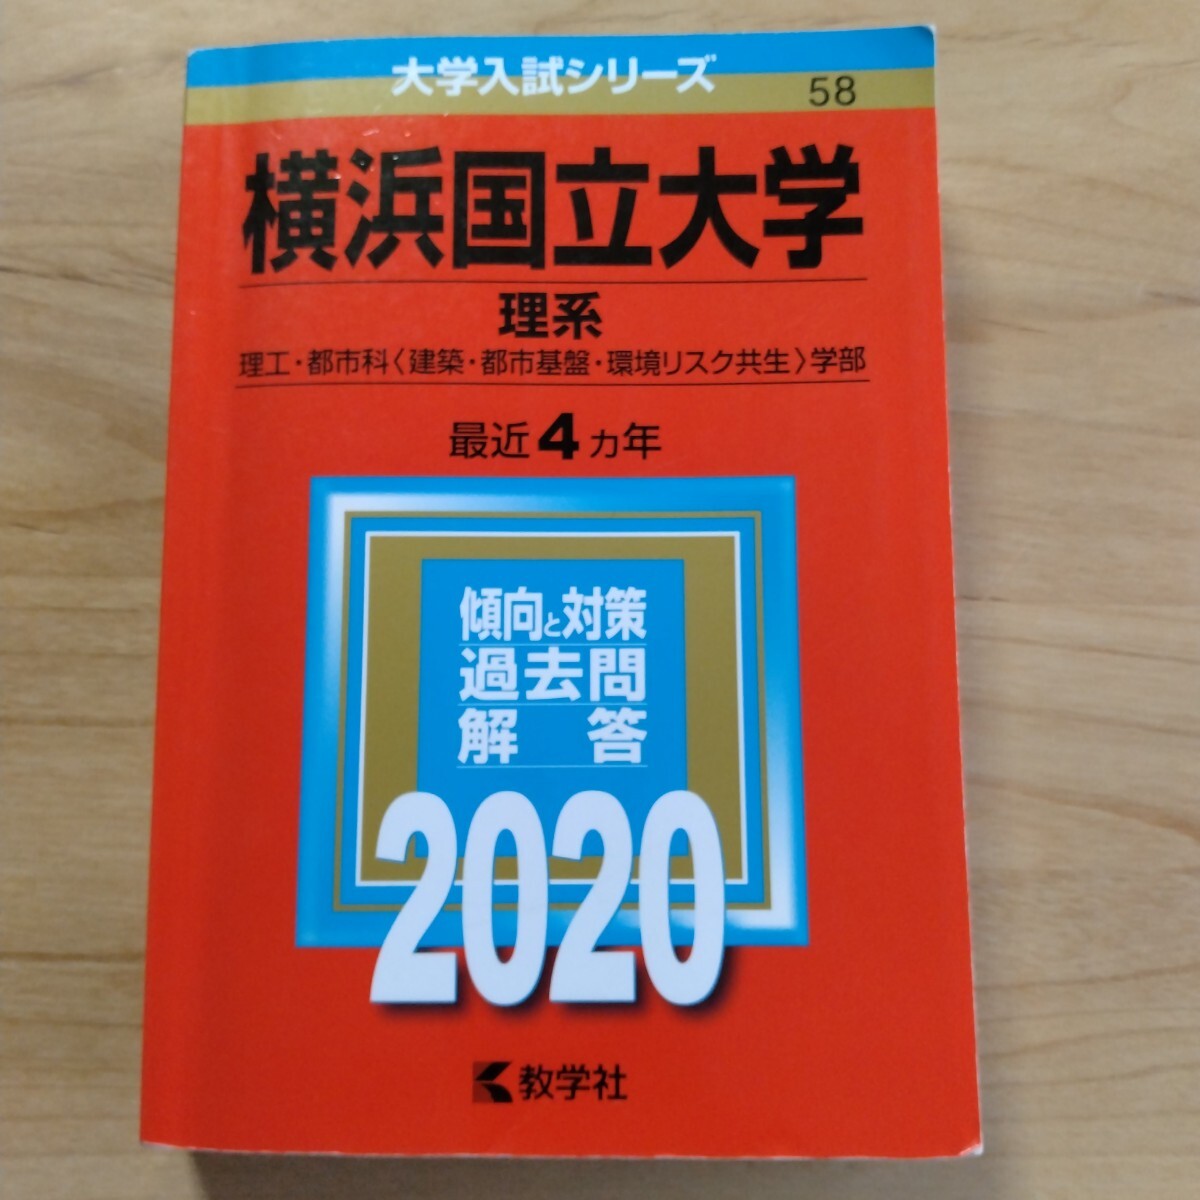 大学入試シリーズ
58
横浜国立大学
理系
理工・都市科〈建築・都市基盤・環境リスク共生〉学部
最近4カ年
傾向と対策
過去問
解答
2020
教学社